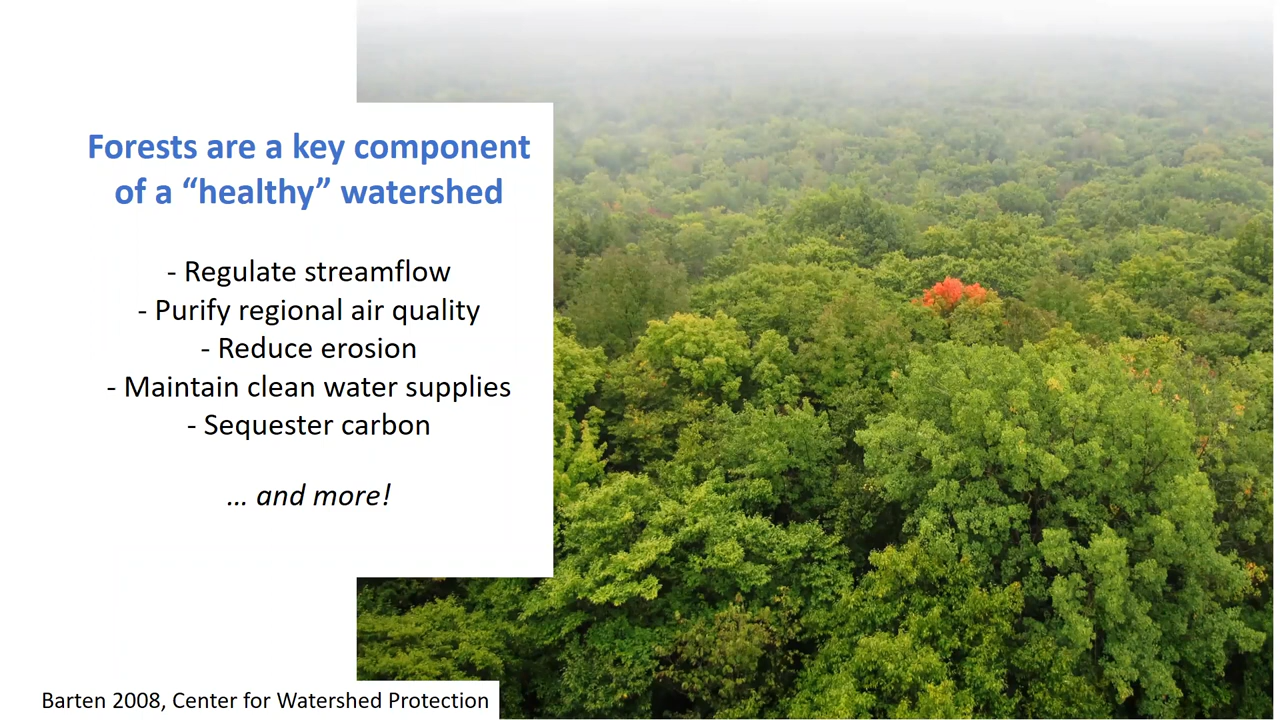 Forests are a key component
of a “healthy” watershed
- Regulate streamflow
- Purify regional air quality
- Reduce erosion
- Maintain clean water supplies
- Sequester carbon
... and more!
Barten 2008, Center for Watershed Protection